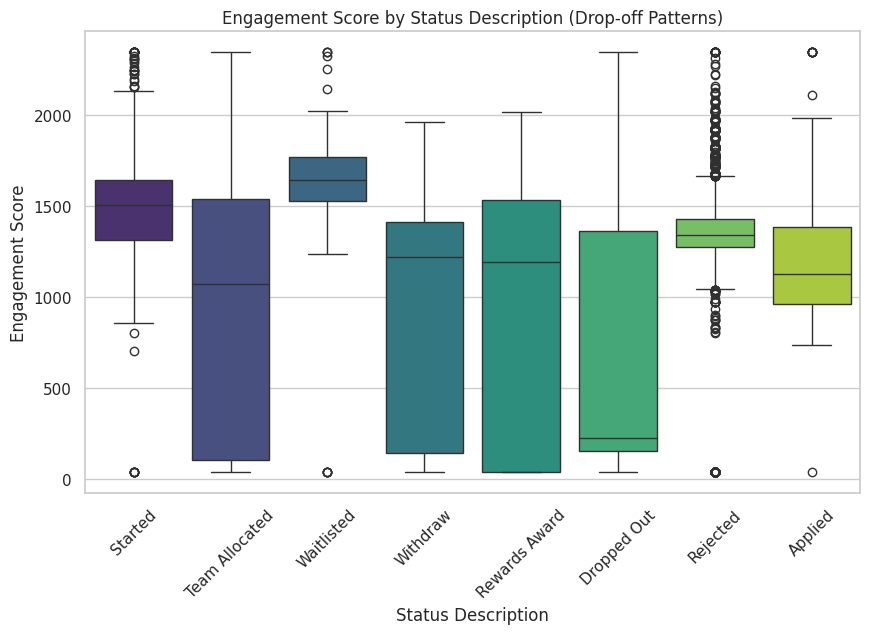 Engagement Score by Status Description (Drop-off Patterns)
Engagement Score
2000
1500
1000
500
0
Started
Team Allocated
Waitlisted
Withdraw
Rewards Award
Dropped Out
Rejected
Applied
Status Description